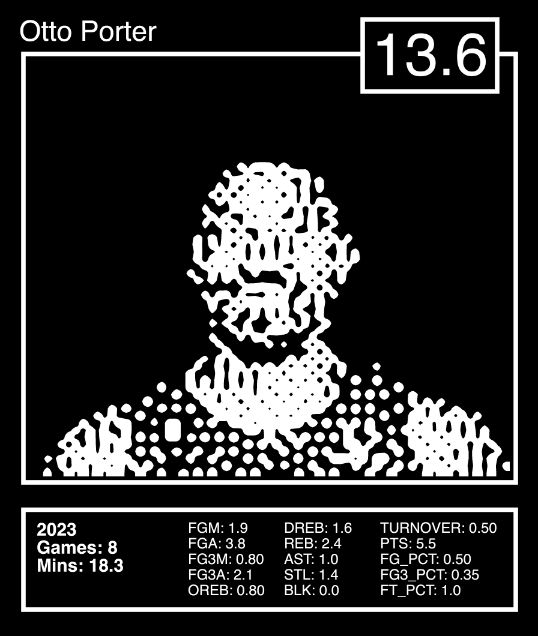 Otto Porter
13.6
2023
Games: 8
Mins: 18.3
FGM: 1.9
FGA: 3.8
FG3M: 0.80
FG3A: 2.1
OREB: 0.80
DREB: 1.6
REB: 2.4
AST: 1.0
STL: 1.4
BLK: 0.0
TURNOVER: 0.50
PTS: 5.5
FG_PCT: 0.50
FG3_PCT: 0.35
FT_PCT: 1.0